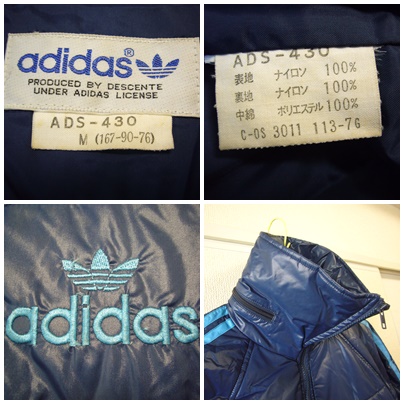 adidas®
PRODUCED BY DESCENTE
UNDER ADIDAS LICENSE
ADS-430
M (167-90-76)
ADS-430
表地 ナイロン 100%
裏地 ナイロン 100%
中綿 ポリエステル 100%
C-OS 3011 113-76
adidas